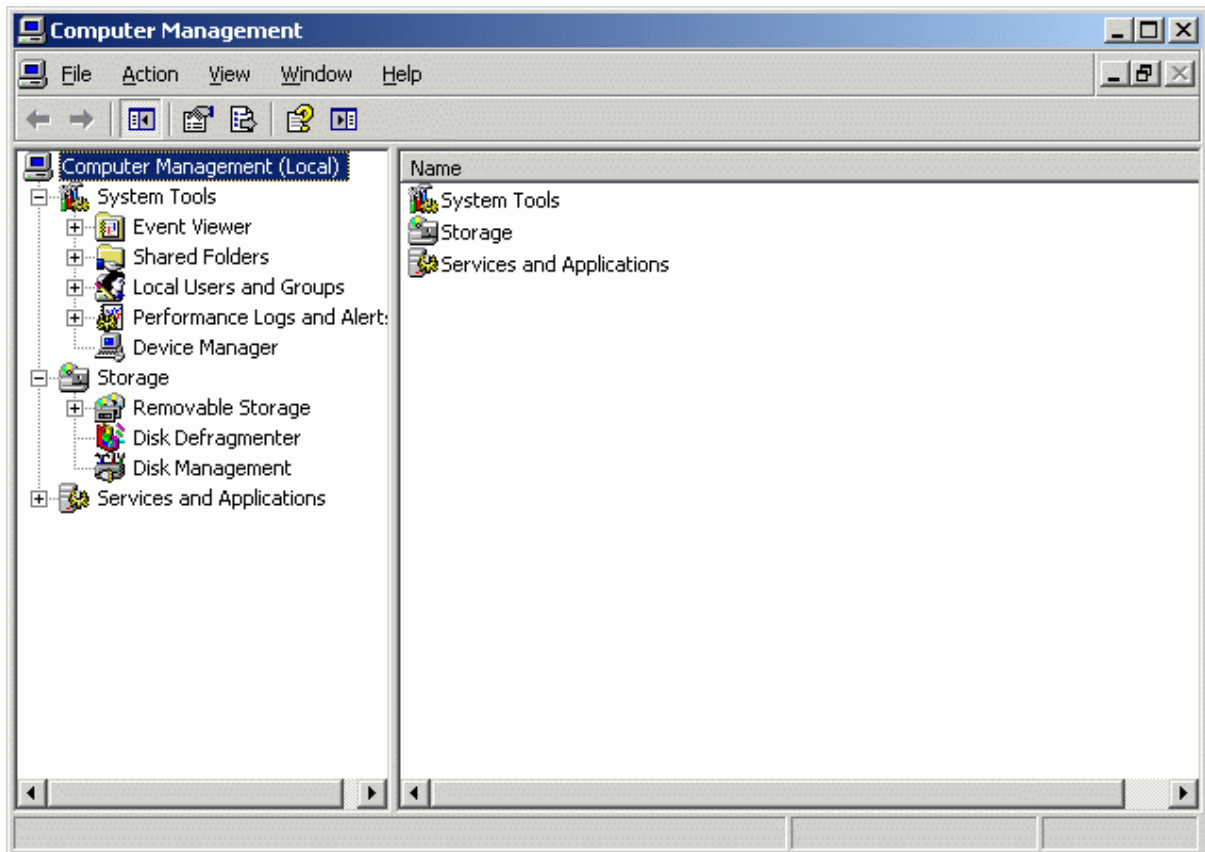 Computer Management
File Action View Window Help
Computer Management (Local)
System Tools
Event Viewer
Shared Folders
Local Users and Groups
Performance Logs and Alert
Device Manager
Storage
Removable Storage
Disk Defragmenter
Disk Management
Services and Applications
Name
System Tools
Storage
Services and Applications